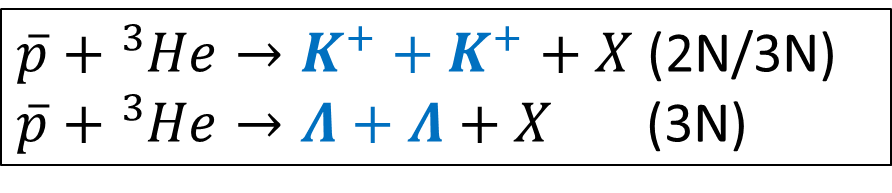 p̄ + ³He → K⁺ + K⁺ + X (2N/3N)
p̄ + ³He → Λ + Λ + X (3N)